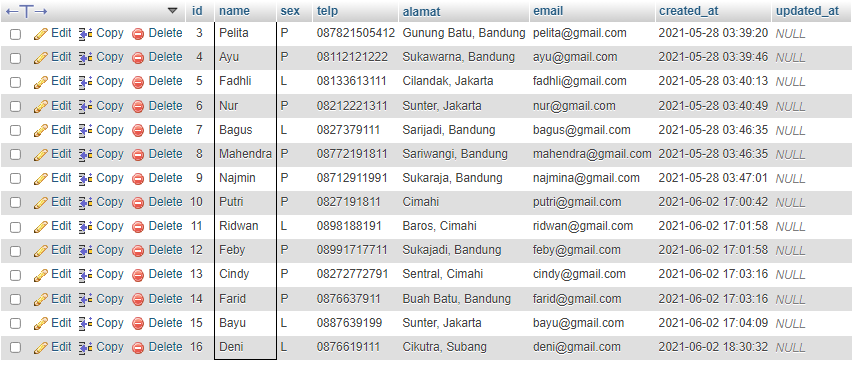 ←T→ id name sex telp alamat email created_at updated_at
Edit Copy Delete 3 Pelita P 087821505412 Gunung Batu, Bandung pelita@gmail.com 2021-05-28 03:39:20 NULL
Edit Copy Delete 4 Ayu P 08112121222 Sukawarna, Bandung ayu@gmail.com 2021-05-28 03:39:46 NULL
Edit Copy Delete 5 Fadhli L 08133613111 Cilandak, Jakarta fadhli@gmail.com 2021-05-28 03:40:13 NULL
Edit Copy Delete 6 Nur P 08212221311 Sunter, Jakarta nur@gmail.com 2021-05-28 03:40:49 NULL
Edit Copy Delete 7 Bagus L 0827379111 Sarijadi, Bandung bagus@gmail.com 2021-05-28 03:46:35 NULL
Edit Copy Delete 8 Mahendra P 08772191811 Sariwangi, Bandung mahendra@gmail.com 2021-05-28 03:46:35 NULL
Edit Copy Delete 9 Najmin P 08712911991 Sukaraja, Bandung najmina@gmail.com 2021-05-28 03:47:01 NULL
Edit Copy Delete 10 Putri P 0827191811 Cimahi putri@gmail.com 2021-06-02 17:00:42 NULL
Edit Copy Delete 11 Ridwan L 0898188191 Baros, Cimahi ridwan@gmail.com 2021-06-02 17:01:58 NULL
Edit Copy Delete 12 Feby P 08991717711 Sukajadi, Bandung feby@gmail.com 2021-06-02 17:01:58 NULL
Edit Copy Delete 13 Cindy P 08272772791 Sentral, Cimahi cindy@gmail.com 2021-06-02 17:03:16 NULL
Edit Copy Delete 14 Farid P 0876637911 Buah Batu, Bandung farid@gmail.com 2021-06-02 17:03:16 NULL
Edit Copy Delete 15 Bayu L 0887639199 Sunter, Jakarta bayu@gmail.com 2021-06-02 17:04:09 NULL
Edit Copy Delete 16 Deni L 0876619111 Cikutra, Subang deni@gmail.com 2021-06-02 18:30:32 NULL